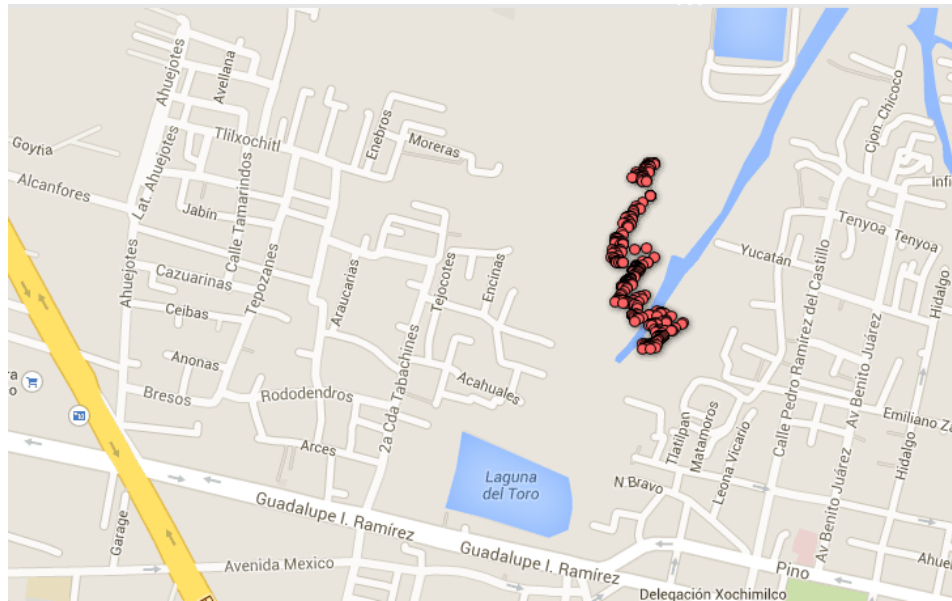 Ahuejotes
Avellana
Cjon. Chicoco
Goytia
Tlilxochitl
Enebros
Moreras
Alcanfores
Lat. Ahuejotes
Calle Tamarindos
Jabín
Tenyoa
Tenyoa
Infi
Cazuarinas
Ahuejotes
Tepozanes
Araucarias
Tejocotes
Encinas
Yucatán
Hidalgo
Ceibas
Calle Pedro Ramírez del Castillo
Av Benito Juárez
Anonas
ra
o
Bresos
Rododendros
Acahuales
2a Cda Tabachines
Emiliano Za
Arces
Tlatilpan
Matamoros
Leona Vicario
Hidalgo
Laguna
del Toro
N Bravo
Av Benito Juárez
Garage
Guadalupe I. Ramírez
Guadalupe I. Ramírez
Pino
Ahue
Avenida Mexico
Delegación Xochimilco